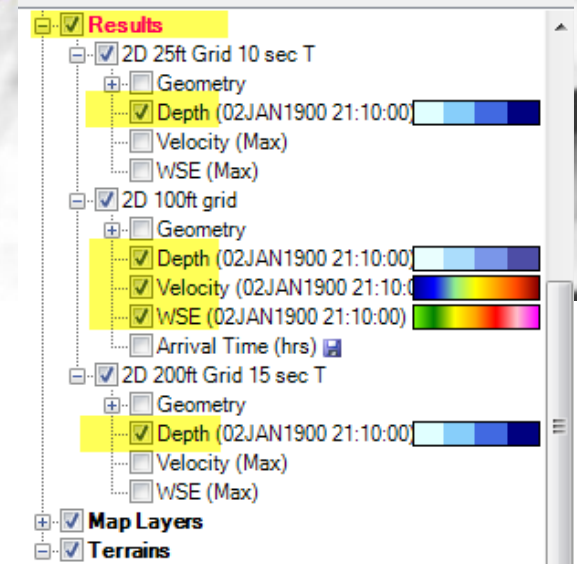 Results
2D 25ft Grid 10 sec T
Geometry
Depth (02JAN1900 21:10:00)
Velocity (Max)
WSE (Max)
2D 100ft grid
Geometry
Depth (02JAN1900 21:10:00)
Velocity (02JAN1900 21:10:0
WSE (02JAN1900 21:10:00)
Arrival Time (hrs)
2D 200ft Grid 15 sec T
Geometry
Depth (02JAN1900 21:10:00)
Velocity (Max)
WSE (Max)
Map Layers
Terrains